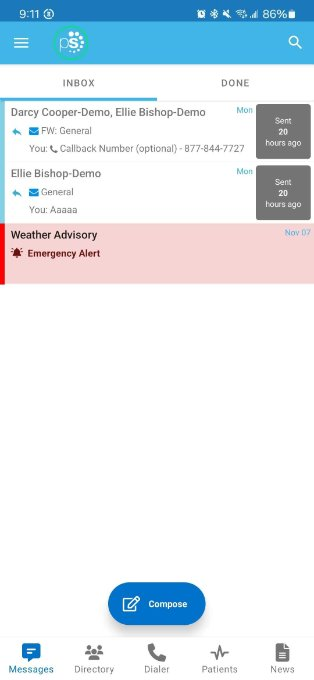 9:11 86%
ps
INBOX DONE
Darcy Cooper-Demo, Ellie Bishop-Demo Mon
FW: General
You: Callback Number (optional) - 877-844-7727
Sent
20
hours ago
Ellie Bishop-Demo Mon
General
You: Aaaaa
Sent
20
hours ago
Weather Advisory Nov 07
Emergency Alert
Compose
Messages Directory Dialer Patients News